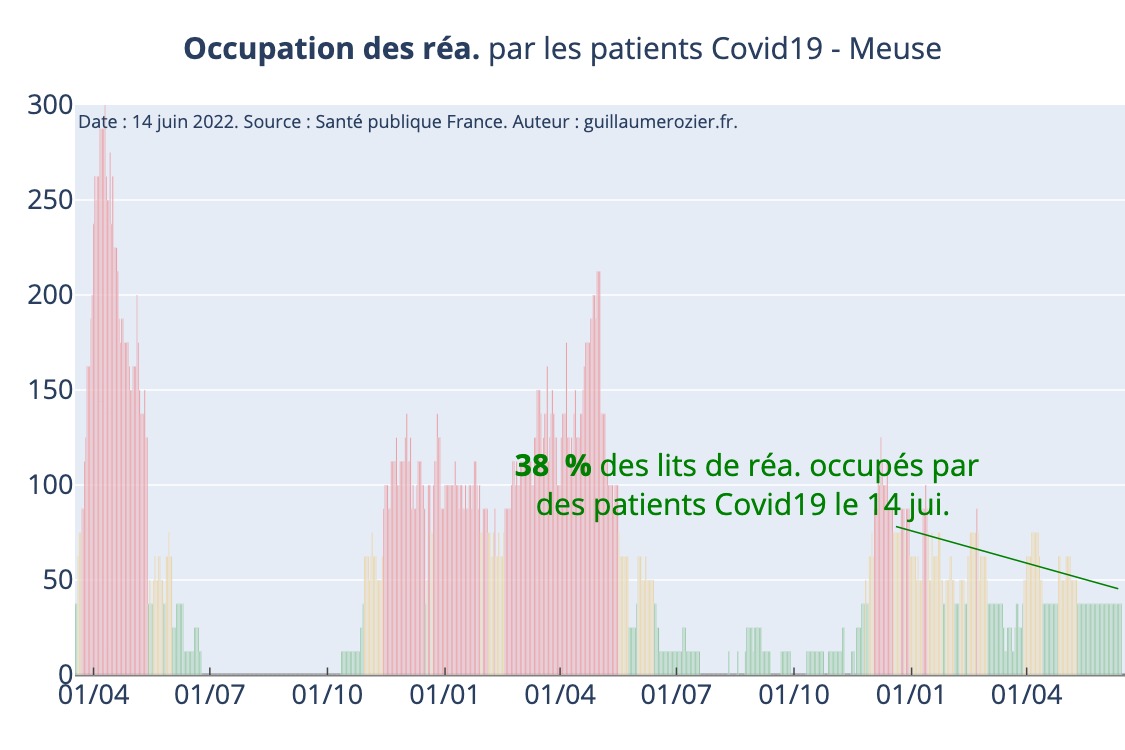 Occupation des réa. par les patients Covid19 - Meuse
300
Date : 14 juin 2022. Source : Santé publique France. Auteur : guillaumerozier.fr.
250
200
150
38 % des lits de réa. occupés par
100
des patients Covid19 le 14 jui.
50
0
01/04 01/07 01/10 01/01 01/04 01/07 01/10 01/01 01/04